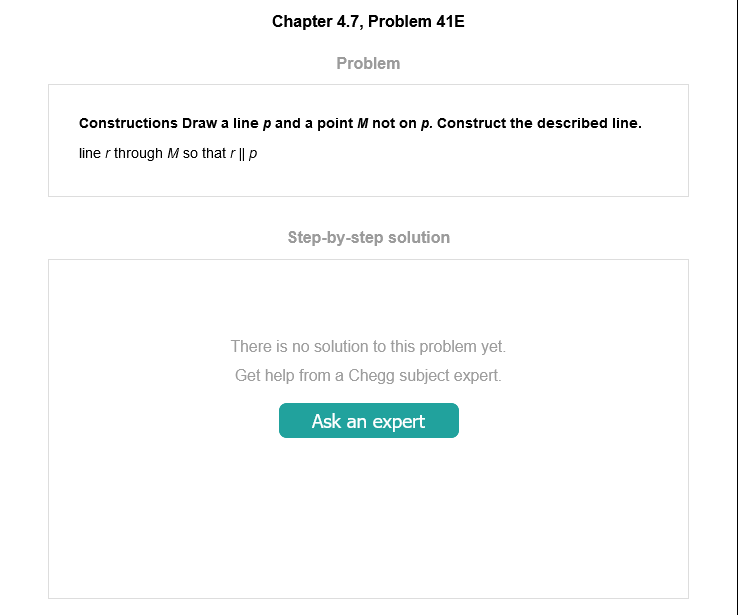 Chapter 4.7, Problem 41E
Problem
Constructions Draw a line p and a point M not on p. Construct the described line.
line r through M so that r || p
Step-by-step solution
There is no solution to this problem yet.
Get help from a Chegg subject expert.
Ask an expert